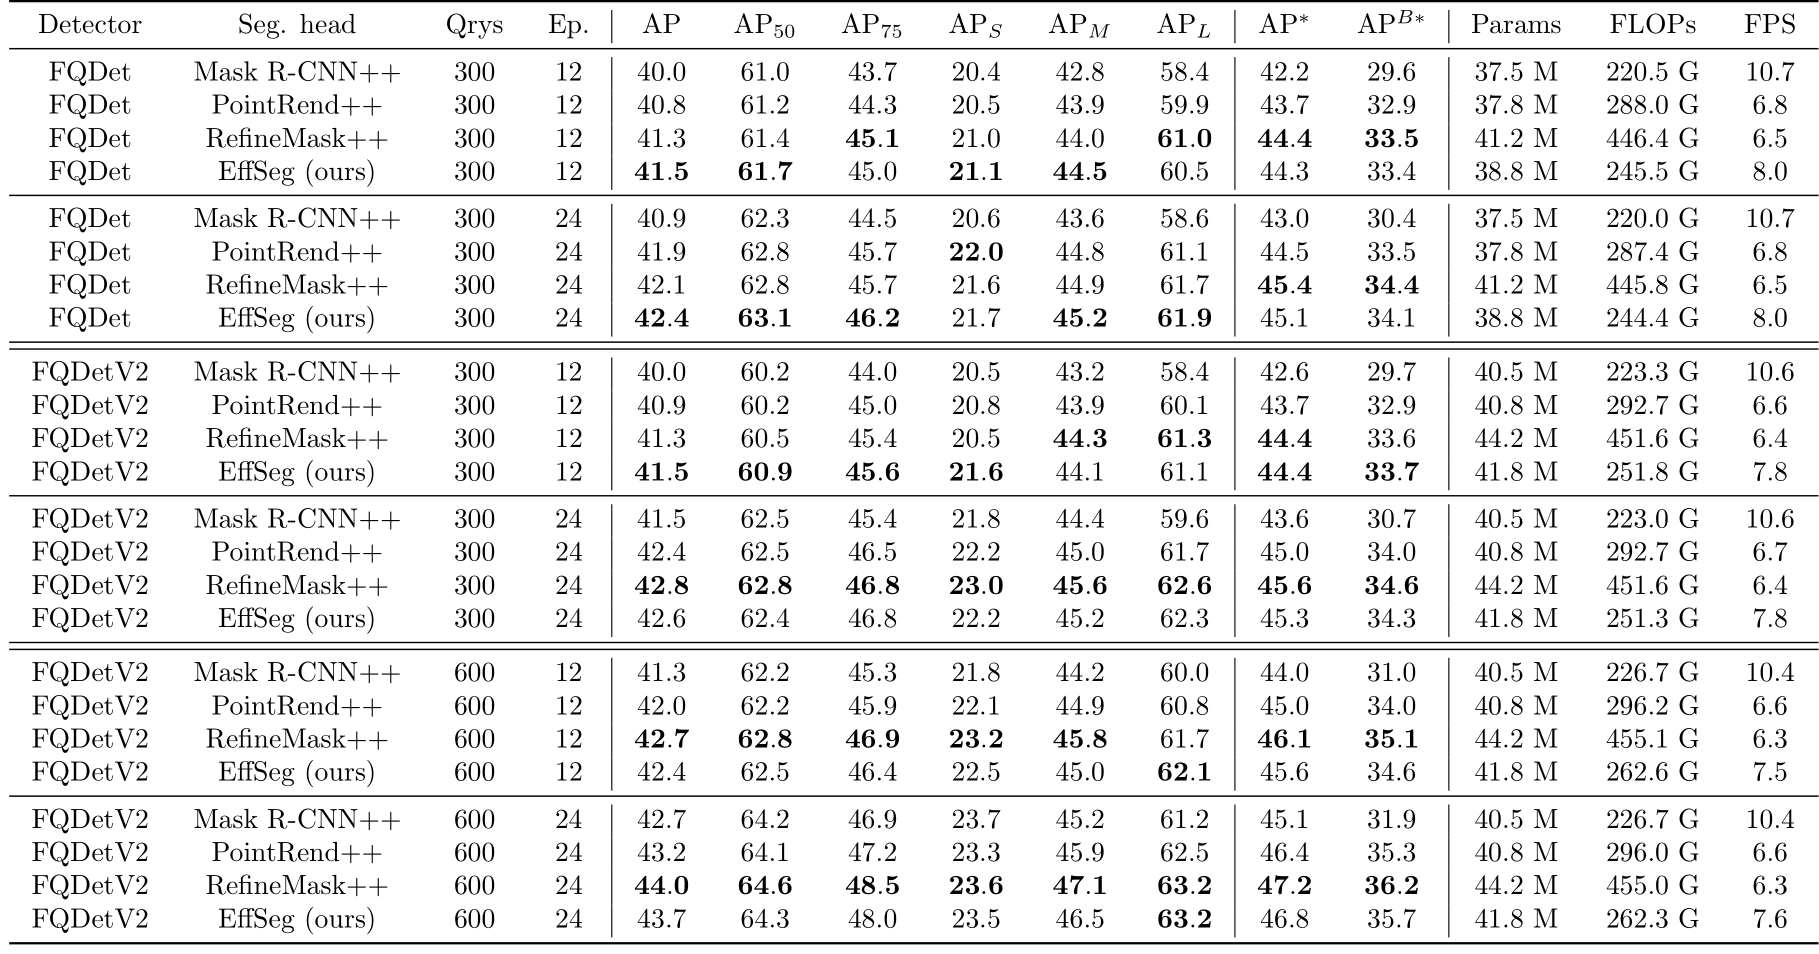 Detector Seg. head Qrys Ep. AP AP50 AP75 APS APM APL AP* APB* Params FLOPs FPS
FQDet Mask R-CNN++ 300 12 40.0 61.0 43.7 20.4 42.8 58.4 42.2 29.6 37.5 M 220.5 G 10.7
FQDet PointRend++ 300 12 40.8 61.2 44.3 20.5 43.9 59.9 43.7 32.9 37.8 M 288.0 G 6.8
FQDet RefineMask++ 300 12 41.3 61.4 45.1 21.0 44.0 61.0 44.4 33.5 41.2 M 446.4 G 6.5
FQDet EffSeg (ours) 300 12 41.5 61.7 45.0 21.1 44.5 60.5 44.3 33.4 38.8 M 245.5 G 8.0
FQDet Mask R-CNN++ 300 24 40.9 62.3 44.5 20.6 43.6 58.6 43.0 30.4 37.5 M 220.0 G 10.7
FQDet PointRend++ 300 24 41.9 62.8 45.7 22.0 44.8 61.1 44.5 33.5 37.8 M 287.4 G 6.8
FQDet RefineMask++ 300 24 42.1 62.8 45.7 21.6 44.9 61.7 45.4 34.4 41.2 M 445.8 G 6.5
FQDet EffSeg (ours) 300 24 42.4 63.1 46.2 21.7 45.2 61.9 45.1 34.1 38.8 M 244.4 G 8.0
FQDetV2 Mask R-CNN++ 300 12 40.0 60.2 44.0 20.5 43.2 58.4 42.6 29.7 40.5 M 223.3 G 10.6
FQDetV2 PointRend++ 300 12 40.9 60.2 45.0 20.8 43.9 60.1 43.7 32.9 40.8 M 292.7 G 6.6
FQDetV2 RefineMask++ 300 12 41.3 60.5 45.4 20.5 44.3 61.3 44.4 33.6 44.2 M 451.6 G 6.4
FQDetV2 EffSeg (ours) 300 12 41.5 60.9 45.6 21.6 44.1 61.1 44.4 33.7 41.8 M 251.8 G 7.8
FQDetV2 Mask R-CNN++ 300 24 41.5 62.5 45.4 21.8 44.4 59.6 43.6 30.7 40.5 M 223.0 G 10.6
FQDetV2 PointRend++ 300 24 42.4 62.5 46.5 22.2 45.0 61.7 45.0 34.0 40.8 M 292.7 G 6.7
FQDetV2 RefineMask++ 300 24 42.8 62.8 46.8 23.0 45.6 62.6 45.6 34.6 44.2 M 451.6 G 6.4
FQDetV2 EffSeg (ours) 300 24 42.6 62.4 46.8 22.2 45.2 62.3 45.3 34.3 41.8 M 251.3 G 7.8
FQDetV2 Mask R-CNN++ 600 12 41.3 62.2 45.3 21.8 44.2 60.0 44.0 31.0 40.5 M 226.7 G 10.4
FQDetV2 PointRend++ 600 12 42.0 62.2 45.9 22.1 44.9 60.8 45.0 34.0 40.8 M 296.2 G 6.6
FQDetV2 RefineMask++ 600 12 42.7 62.8 46.9 23.2 45.8 61.7 46.1 35.1 44.2 M 455.1 G 6.3
FQDetV2 EffSeg (ours) 600 12 42.4 62.5 46.4 22.5 45.0 62.1 45.6 34.6 41.8 M 262.6 G 7.5
FQDetV2 Mask R-CNN++ 600 24 42.7 64.2 46.9 23.7 45.2 61.2 45.1 31.9 40.5 M 226.7 G 10.4
FQDetV2 PointRend++ 600 24 43.2 64.1 47.2 23.3 45.9 62.5 46.4 35.3 40.8 M 296.0 G 6.6
FQDetV2 RefineMask++ 600 24 44.0 64.6 48.5 23.6 47.1 63.2 47.2 36.2 44.2 M 455.0 G 6.3
FQDetV2 EffSeg (ours) 600 24 43.7 64.3 48.0 23.5 46.5 63.2 46.8 35.7 41.8 M 262.3 G 7.6